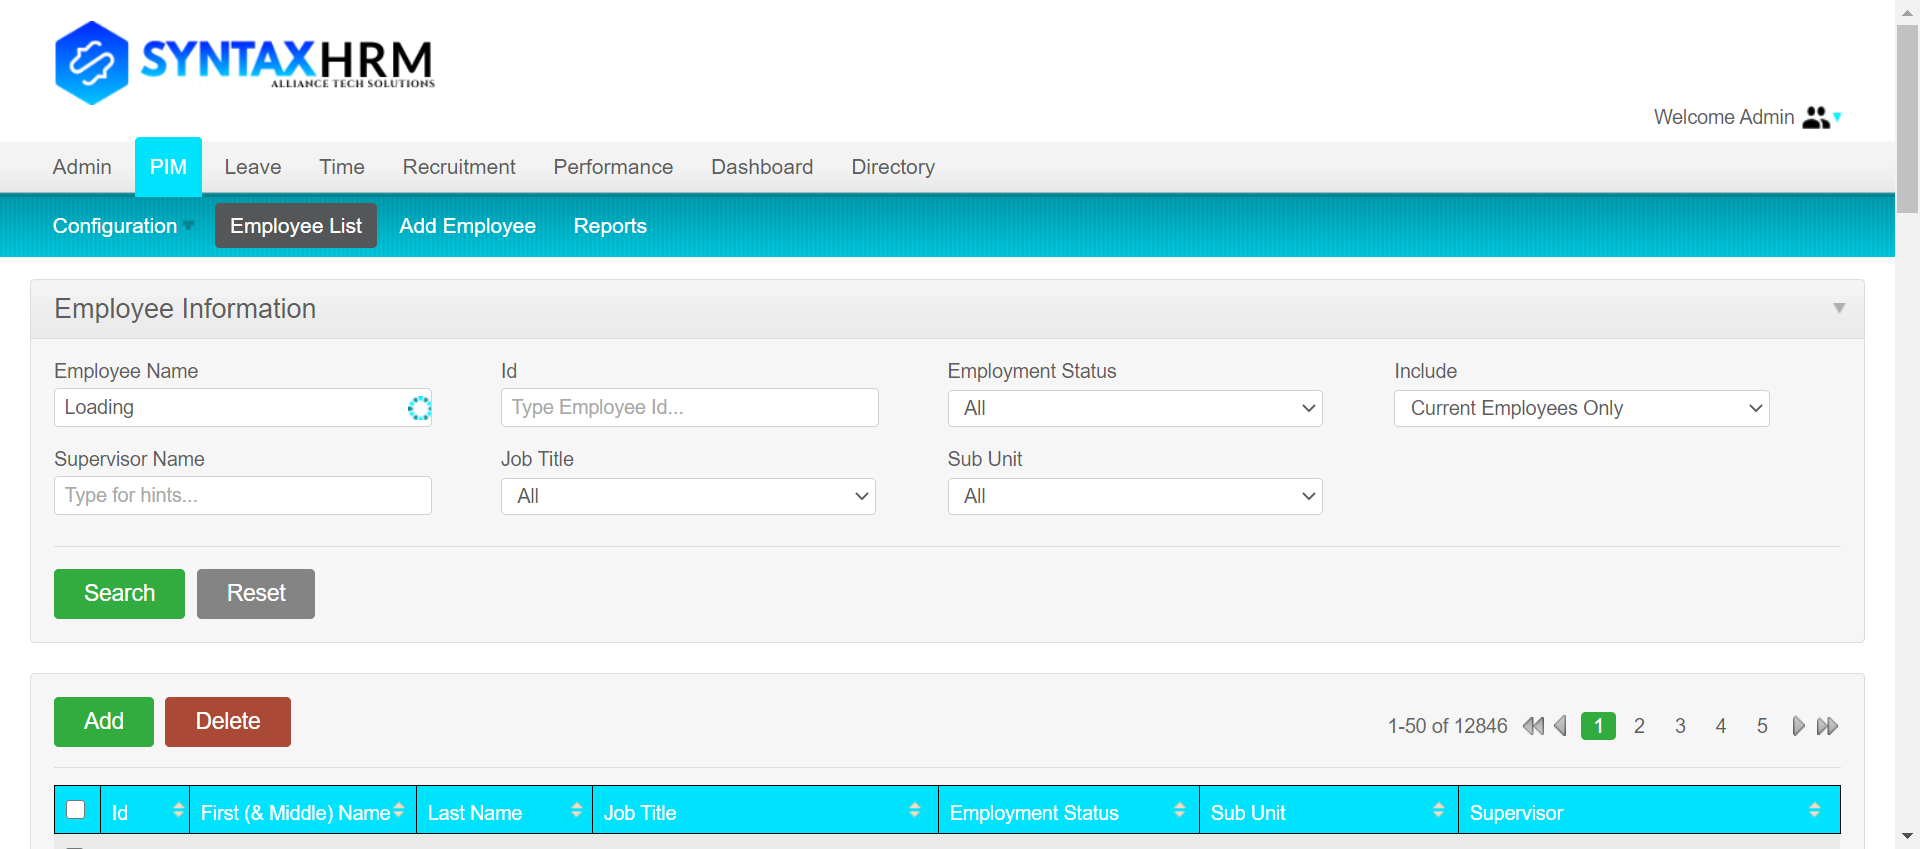 SYNTAXHRM
ALLIANCE TECH SOLUTIONS
Welcome Admin
Admin PIM Leave Time Recruitment Performance Dashboard Directory
Configuration Employee List Add Employee Reports
Employee Information
Employee Name Id Employment Status Include
Loading Type Employee Id... All Current Employees Only
Supervisor Name Job Title Sub Unit
Type for hints... All All
Search Reset
Add Delete 1-50 of 12846 1 2 3 4 5
Id First (& Middle) Name Last Name Job Title Employment Status Sub Unit Supervisor